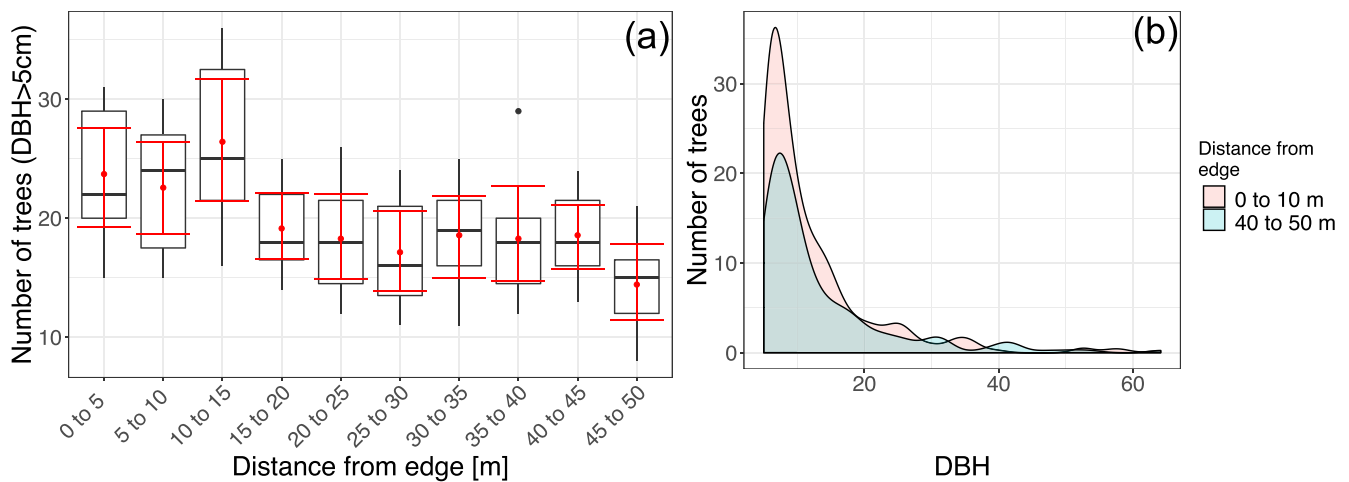 (a)
Number of trees (DBH>5cm)
30
20
10
0 to 5
5 to 10
10 to 15
15 to 20
20 to 25
25 to 30
30 to 35
35 to 40
40 to 45
45 to 50
Distance from edge [m]
(b)
Number of trees
30
20
10
0
20
40
60
DBH
Distance from
edge
0 to 10 m
40 to 50 m